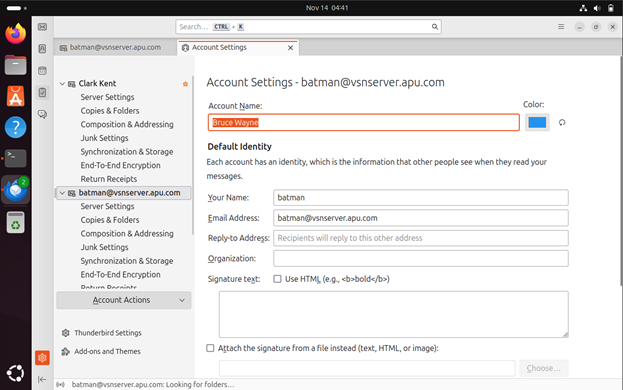 Nov 14 04:41
Search… CTRL + K
batman@vsnserver.apu.com
Account Settings
Clark Kent
Server Settings
Copies & Folders
Composition & Addressing
Junk Settings
Synchronization & Storage
End-To-End Encryption
Return Receipts
batman@vsnserver.apu.com
Server Settings
Copies & Folders
Composition & Addressing
Junk Settings
Synchronization & Storage
End-To-End Encryption
Return Receipts
Account Actions
Thunderbird Settings
Add-ons and Themes
Account Settings - batman@vsnserver.apu.com
Account Name:
Color:
Bruce Wayne
Default Identity
Each account has an identity, which is the information that other people see when they read your
messages.
Your Name: batman
Email Address: batman@vsnserver.apu.com
Reply-to Address: Recipients will reply to this other address
Organization:
Signature text: Use HTML (e.g., <b>bold</b>)
Attach the signature from a file instead (text, HTML, or image):
Choose…
batman@vsnserver.apu.com: Looking for folders…
2